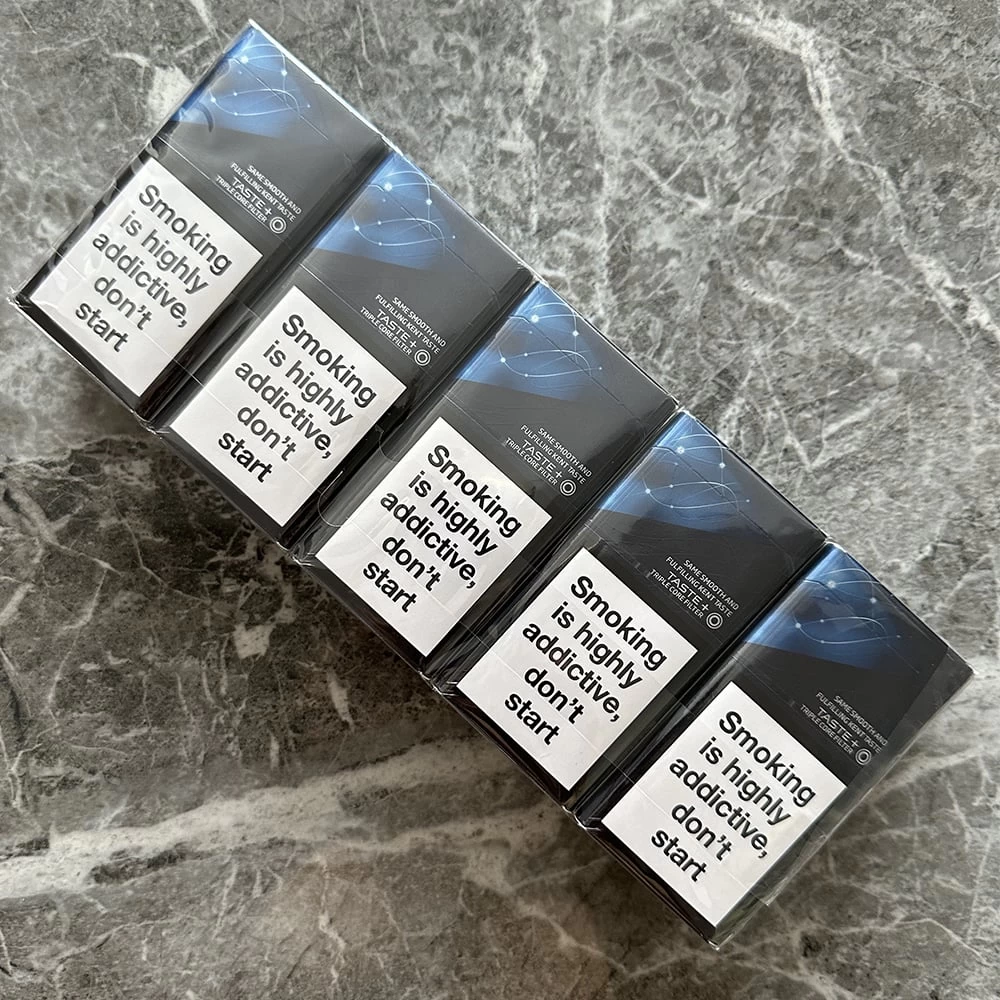 SAME SMOOTH AND
FULFILLING KENT TASTE
TASTE+
TRIPLE CORE FILTER
Smoking
is highly
addictive,
don't
start
SAME SMOOTH AND
FULFILLING KENT TASTE
TASTE+
TRIPLE CORE FILTER
Smoking
is highly
addictive,
don't
start
SAME SMOOTH AND
FULFILLING KENT TASTE
TASTE+
TRIPLE CORE FILTER
Smoking
is highly
addictive,
don't
start
SAME SMOOTH AND
FULFILLING KENT TASTE
TASTE+
TRIPLE CORE FILTER
Smoking
is highly
addictive,
don't
start
SAME SMOOTH AND
FULFILLING KENT TASTE
TASTE+
TRIPLE CORE FILTER
Smoking
is highly
addictive,
don't
start